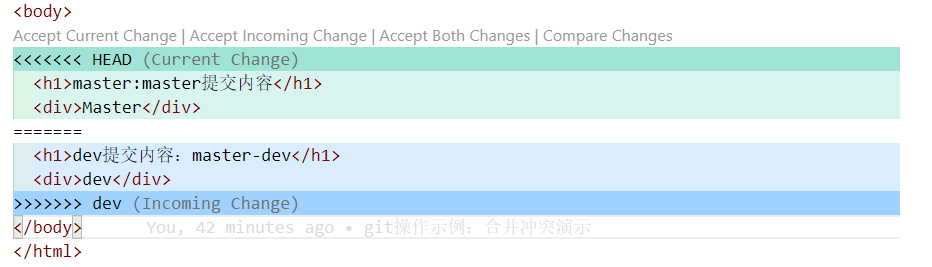 <body>
Accept Current Change | Accept Incoming Change | Accept Both Changes | Compare Changes
<<<<<<< HEAD (Current Change)
  <h1>master:master提交内容</h1>
  <div>Master</div>
=======
  <h1>dev提交内容：master-dev</h1>
  <div>dev</div>
>>>>>>> dev (Incoming Change)
</body>      You, 42 minutes ago • git操作示例：合并冲突演示
</html>